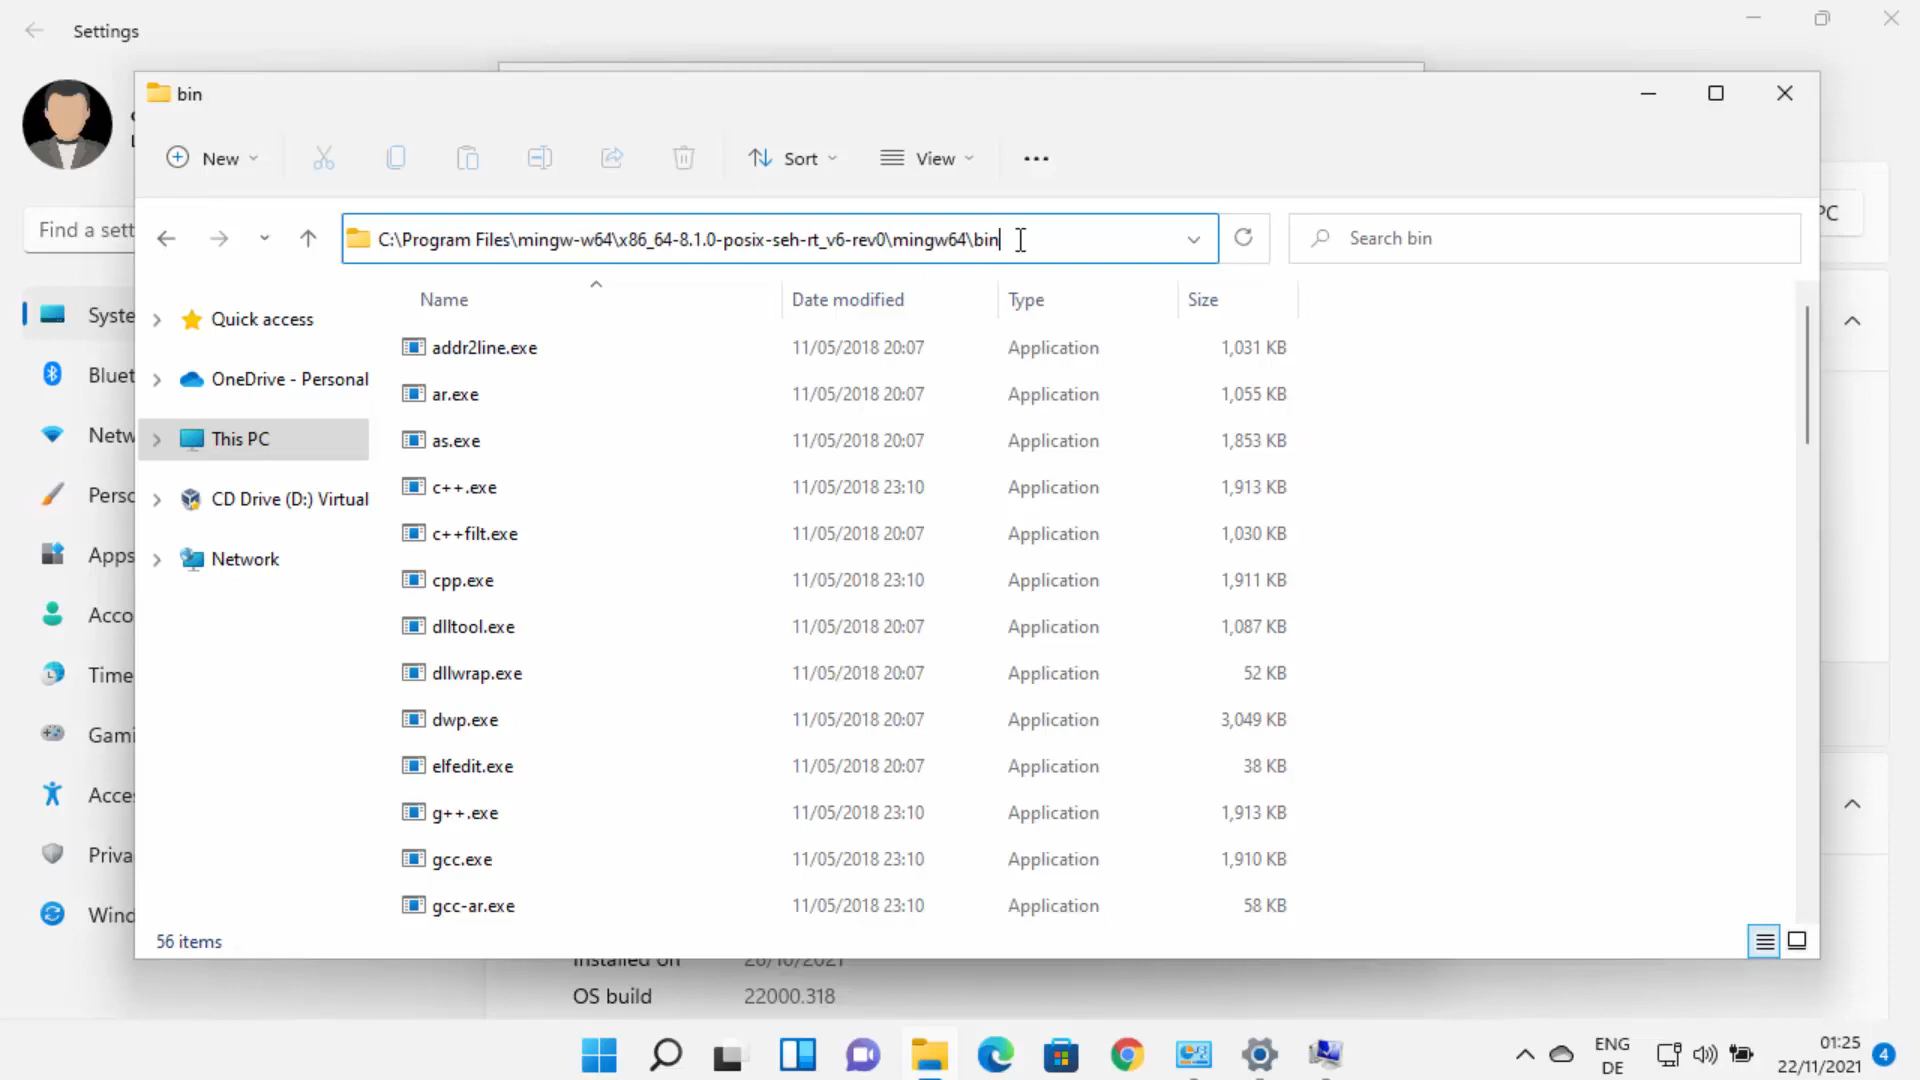 Settings
bin
New
Sort
View
C:\Program Files\mingw-w64\x86_64-8.1.0-posix-seh-rt_v6-rev0\mingw64\bin
Search bin
PC
Find a sett
Syste
Bluet
Netw
Perso
Apps
Acco
Time
Gami
Acces
Priva
Wind
Quick access
OneDrive - Personal
This PC
CD Drive (D:) Virtual
Network
Name Date modified Type Size
addr2line.exe 11/05/2018 20:07 Application 1,031 KB
ar.exe 11/05/2018 20:07 Application 1,055 KB
as.exe 11/05/2018 20:07 Application 1,853 KB
c++.exe 11/05/2018 23:10 Application 1,913 KB
c++filt.exe 11/05/2018 20:07 Application 1,030 KB
cpp.exe 11/05/2018 23:10 Application 1,911 KB
dlltool.exe 11/05/2018 20:07 Application 1,087 KB
dllwrap.exe 11/05/2018 20:07 Application 52 KB
dwp.exe 11/05/2018 20:07 Application 3,049 KB
elfedit.exe 11/05/2018 20:07 Application 38 KB
g++.exe 11/05/2018 23:10 Application 1,913 KB
gcc.exe 11/05/2018 23:10 Application 1,910 KB
gcc-ar.exe 11/05/2018 23:10 Application 58 KB
56 items
Installed on 26/10/2021
OS build 22000.318
ENG
DE
01:25
22/11/2021
4